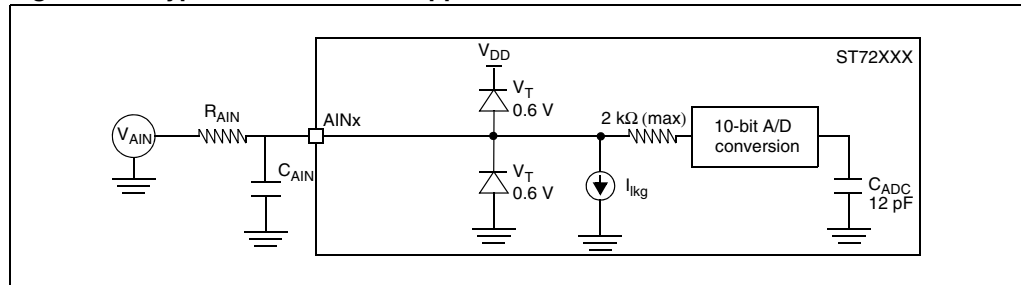 V_DD
ST72XXX
R_AIN
AINx
V_T
0.6 V
2 kΩ (max)
10-bit A/D
conversion
V_AIN
C_AIN
V_T
0.6 V
I_lkg
C_ADC
12 pF